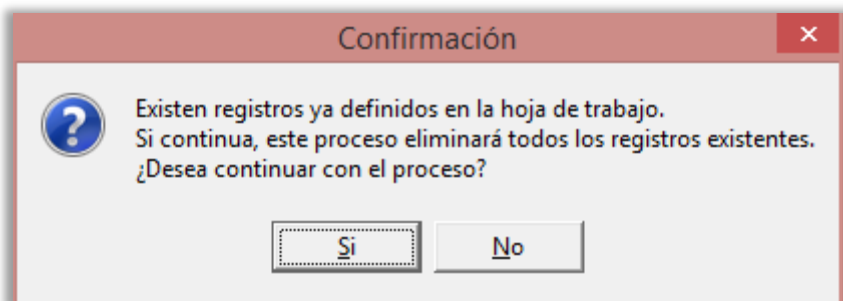 Confirmación
Existen registros ya definidos en la hoja de trabajo.
Si continua, este proceso eliminará todos los registros existentes.
¿Desea continuar con el proceso?
Si
No